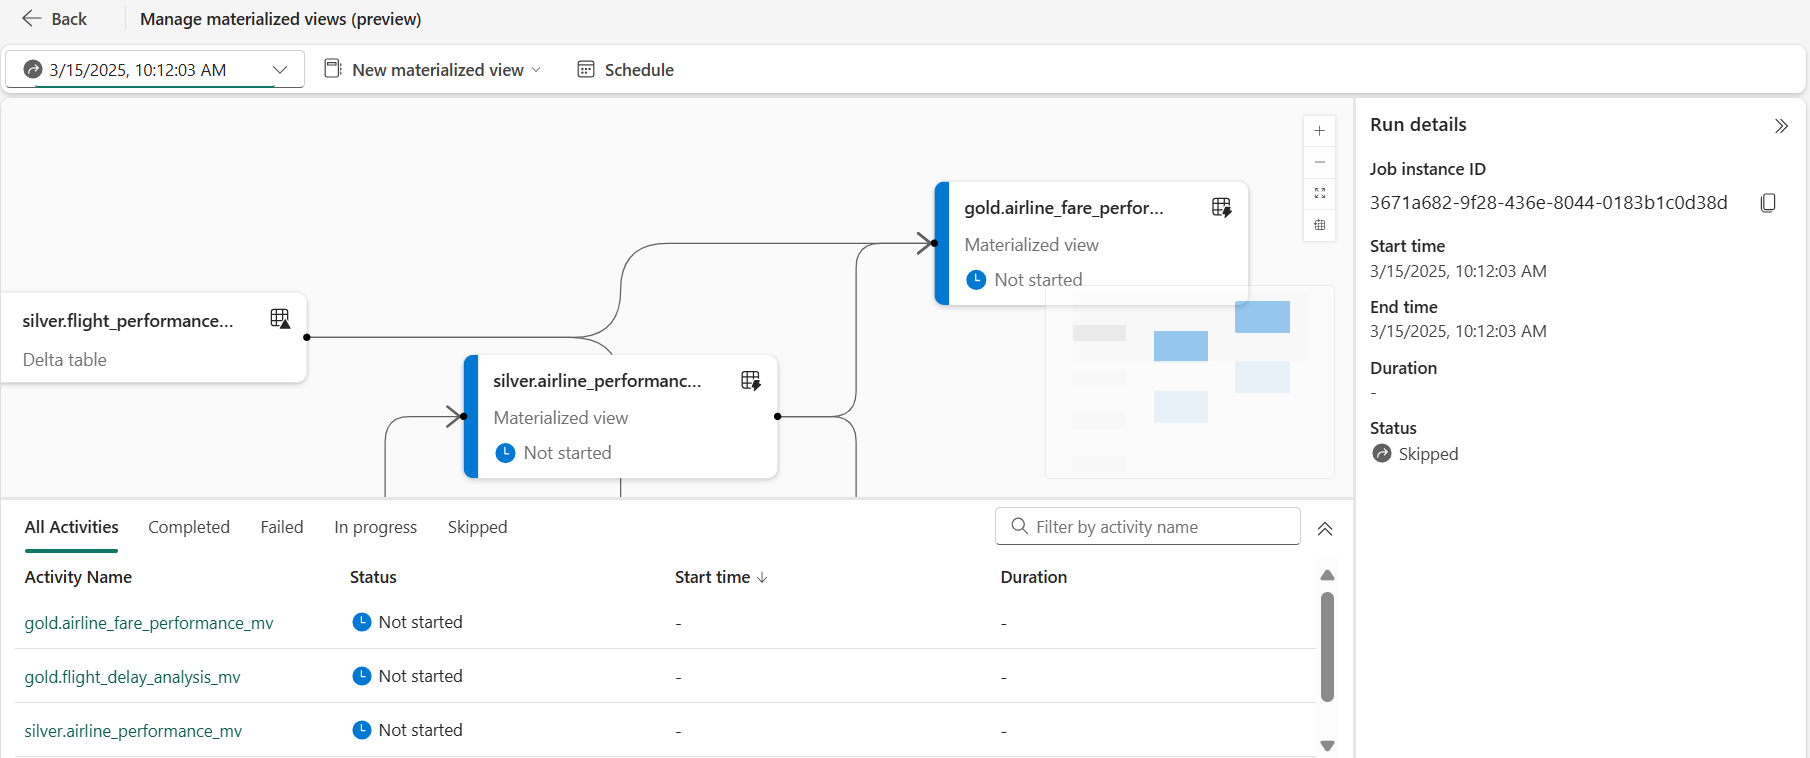 Back
Manage materialized views (preview)
3/15/2025, 10:12:03 AM
New materialized view
Schedule
gold.airline_fare_perfor...
Materialized view
Not started
silver.flight_performance...
Delta table
silver.airline_performanc...
Materialized view
Not started
Run details
Job instance ID
3671a682-9f28-436e-8044-0183b1c0d38d
Start time
3/15/2025, 10:12:03 AM
End time
3/15/2025, 10:12:03 AM
Duration
-
Status
Skipped
All Activities Completed Failed In progress Skipped
Filter by activity name
Activity Name Status Start time Duration
gold.airline_fare_performance_mv Not started - -
gold.flight_delay_analysis_mv Not started - -
silver.airline_performance_mv Not started - -